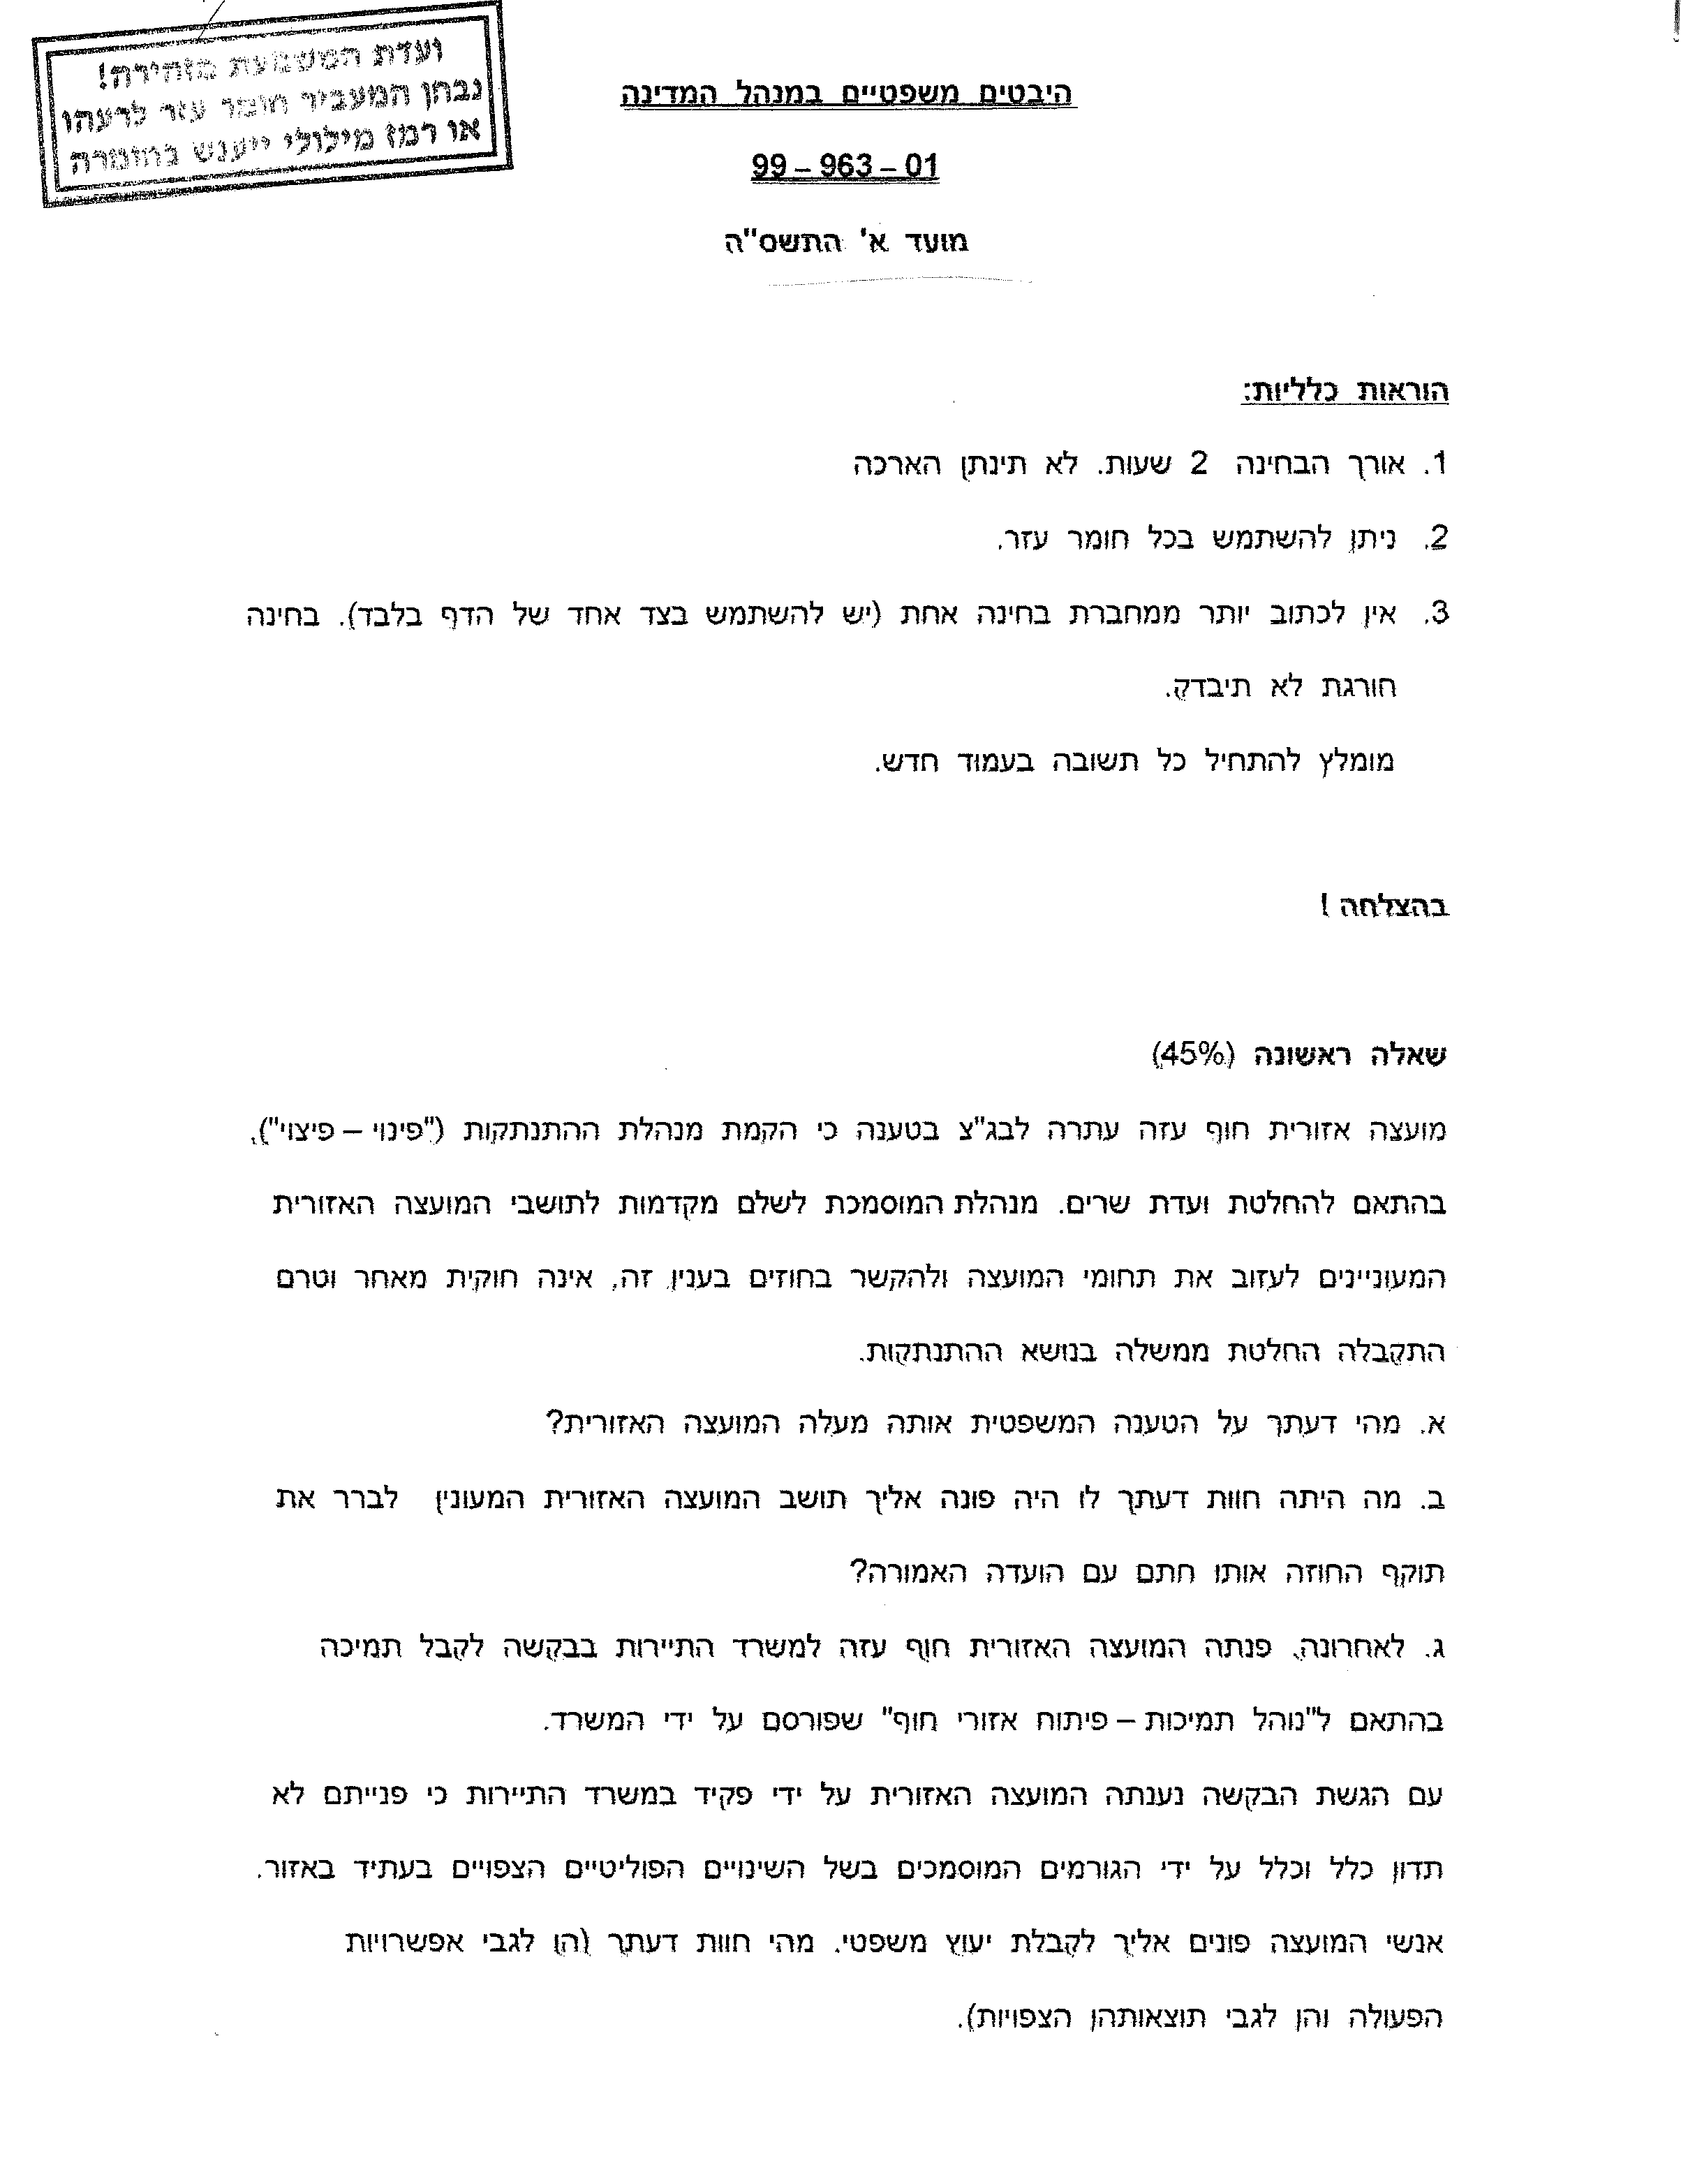 ועדת המשמעת מזהירה!
נבחן המעביר חומר עזר לרעהו
או רמז מילולי ייענש בחומרה
היבטים משפטיים במנהל המדינה
99 – 963 – 01
מועד א' התשס"ה
הוראות כלליות:
1. אורך הבחינה 2 שעות. לא תינתן הארכה
2. ניתן להשתמש בכל חומר עזר.
3. אין לכתוב יותר ממחברת בחינה אחת (יש להשתמש בצד אחד של הדף בלבד). בחינה
חורגת לא תיבדק.
מומלץ להתחיל כל תשובה בעמוד חדש.
בהצלחה !
שאלה ראשונה (45%)
מועצה אזורית חוף עזה עתרה לבג"צ בטענה כי הקמת מנהלת ההתנתקות ("פינוי – פיצוי"),
בהתאם להחלטת ועדת שרים. מנהלת המוסמכת לשלם מקדמות לתושבי המועצה האזורית
המעוניינים לעזוב את תחומי המועצה ולהקשר בחוזים בענין זה, אינה חוקית מאחר וטרם
התקבלה החלטת ממשלה בנושא ההתנתקות.
א. מהי דעתך על הטענה המשפטית אותה מעלה המועצה האזורית?
ב. מה היתה חוות דעתך לו היה פונה אליך תושב המועצה האזורית המעונין לברר את
תוקף החוזה אותו חתם עם הועדה האמורה?
ג. לאחרונה, פנתה המועצה האזורית חוף עזה למשרד התיירות בבקשה לקבל תמיכה
בהתאם ל"נוהל תמיכות – פיתוח אזורי חוף" שפורסם על ידי המשרד.
עם הגשת הבקשה נענתה המועצה האזורית על ידי פקיד במשרד התיירות כי פנייתם לא
תדון כלל וכלל על ידי הגורמים המוסמכים בשל השינויים הפוליטיים הצפויים בעתיד באזור.
אנשי המועצה פונים אליך לקבלת יעוץ משפטי. מהי חוות דעתך (הן לגבי אפשרויות
הפעולה והן לגבי תוצאותהן הצפויות).